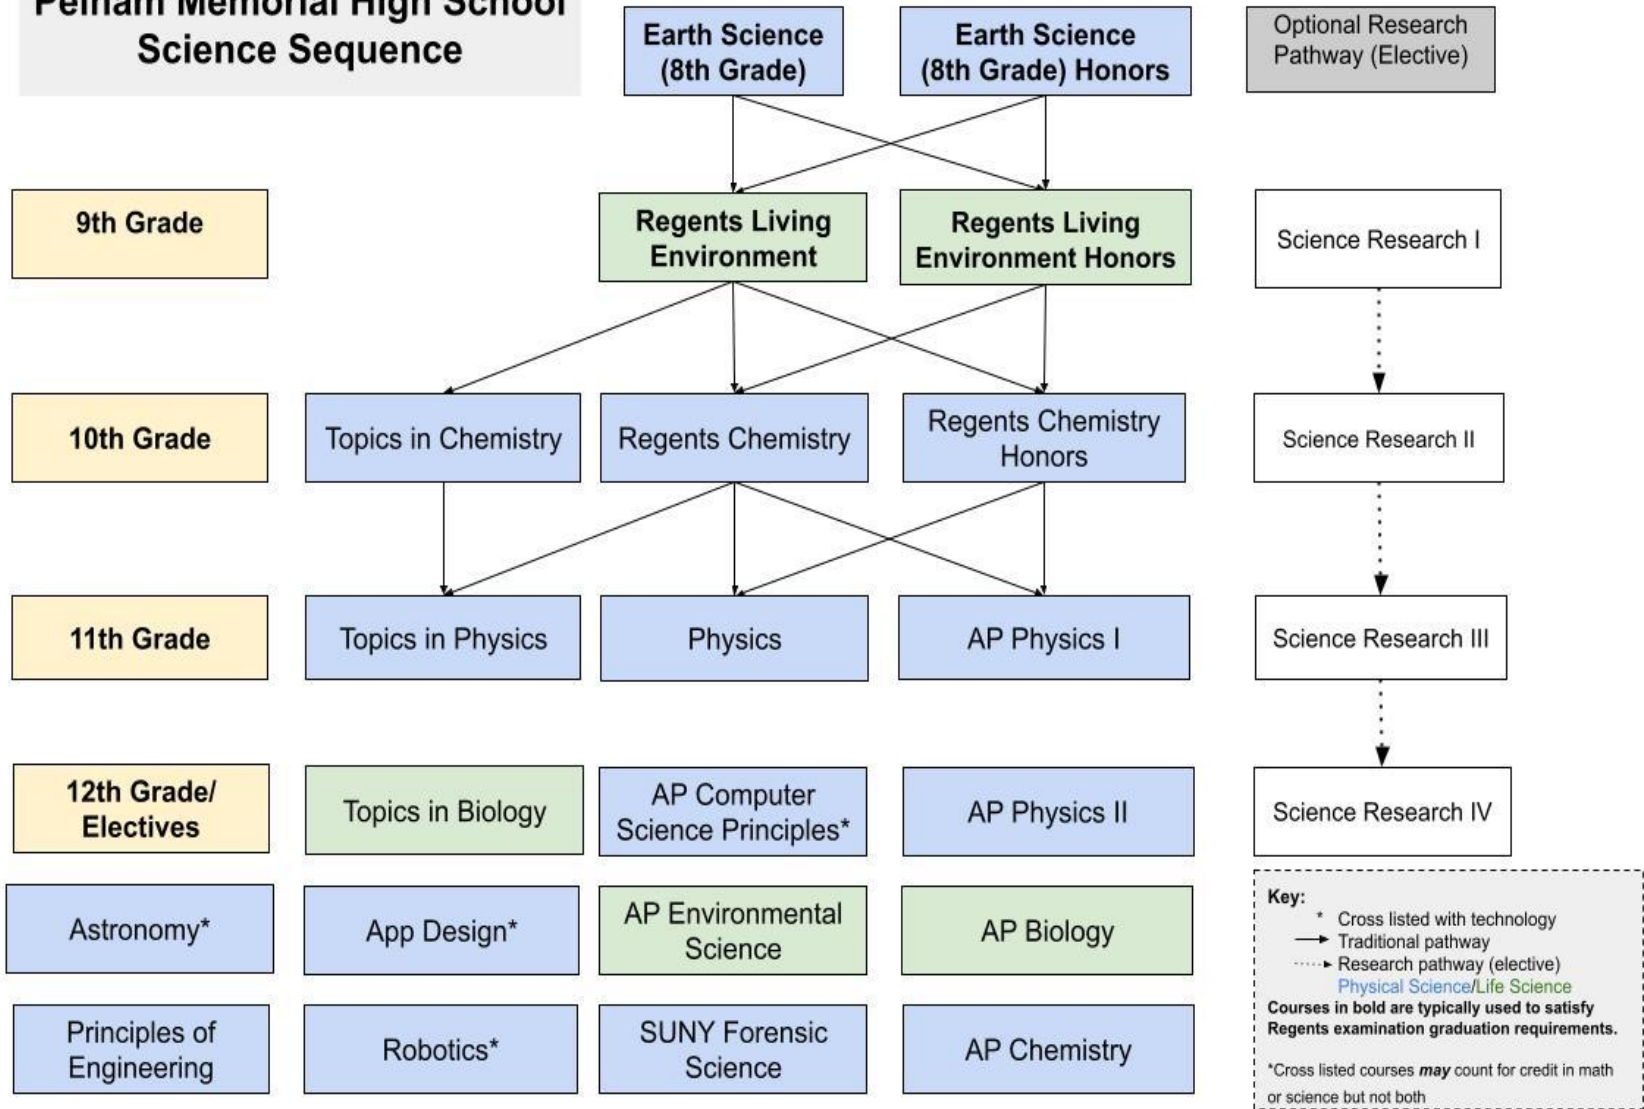 Pelham Memorial High School
Science Sequence
Earth Science
(8th Grade)
Earth Science
(8th Grade) Honors
Optional Research
Pathway (Elective)
9th Grade
Regents Living
Environment
Regents Living
Environment Honors
Science Research I
10th Grade
Topics in Chemistry
Regents Chemistry
Regents Chemistry
Honors
Science Research II
11th Grade
Topics in Physics
Physics
AP Physics I
Science Research III
12th Grade/
Electives
Topics in Biology
AP Computer
Science Principles*
AP Physics II
Science Research IV
Astronomy*
App Design*
AP Environmental
Science
AP Biology
Principles of
Engineering
Robotics*
SUNY Forensic
Science
AP Chemistry
Key:
* Cross listed with technology
Traditional pathway
Research pathway (elective)
Physical Science/Life Science
Courses in bold are typically used to satisfy
Regents examination graduation requirements.
*Cross listed courses may count for credit in math
or science but not both